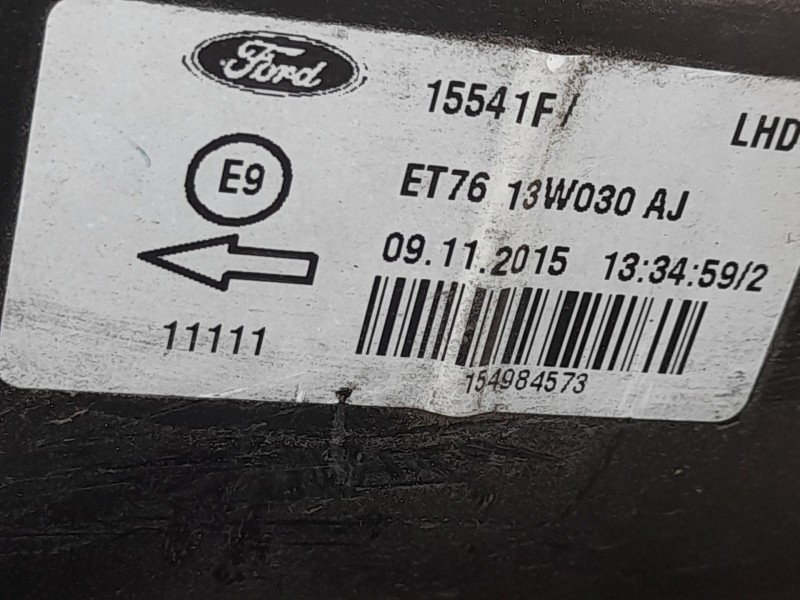 Ford
15541F/
LHD
E9
ET76 13W030 AJ
09.11.2015 13:34:59/2
11111
154984573